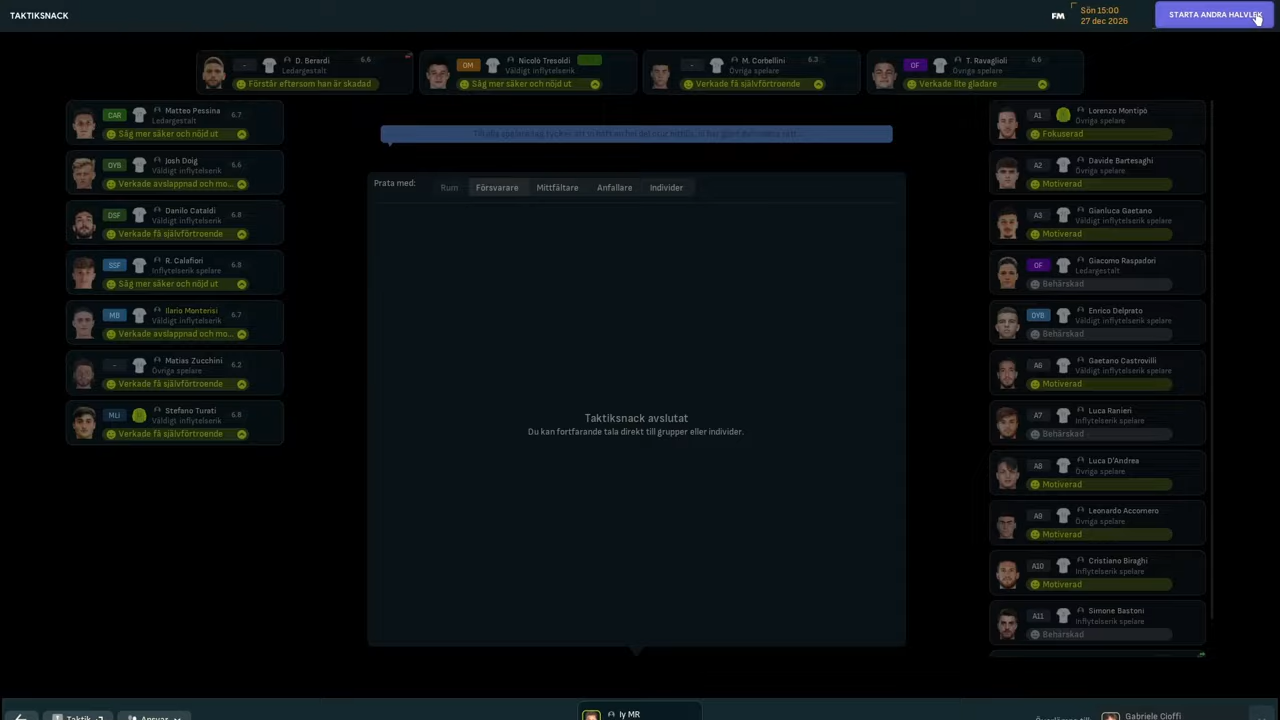 TAKTIKSNACK
FM
Sön 15:00
27 dec 2026
STARTA ANDRA HALVLEK
-
D. Berardi
6.6
Ledargestalt
Förstår eftersom han är skadad
OM
Nicolò Tresoldi
Väldigt inflytelserik
Såg mer säker och nöjd ut
-
M. Corbellini
6.3
Övriga spelare
Verkade få självförtroende
OF
T. Ravaglioli
6.6
Övriga spelare
Verkade lite gladare
CAR
Matteo Pessina
6.7
Ledargestalt
Såg mer säker och nöjd ut
OYB
Josh Doig
6.6
Väldigt inflytelserik
Verkade avslappnad och mo...
DSF
Danilo Cataldi
6.8
Väldigt inflytelserik
Verkade få självförtroende
SSF
R. Calafiori
6.8
Inflytelserik spelare
Såg mer säker och nöjd ut
MB
Ilario Monterisi
6.7
Väldigt inflytelserik
Verkade avslappnad och mo...
-
Matias Zucchini
6.2
Övriga spelare
Verkade få självförtroende
Stefano Turati
6.8
Väldigt inflytelserik
Verkade få självförtroende
Prata med:
Rum
Försvarare
Mittfältare
Anfallare
Individer
Taktiksnack avslutat
Du kan fortfarande tala direkt till grupper eller individer.
A1
Lorenzo Montipò
Övriga spelare
Fokuserad
A2
Davide Bartesaghi
Övriga spelare
Motiverad
A3
Gianluca Gaetano
Väldigt inflytelserik spelare
Motiverad
OF
Giacomo Raspadori
Ledargestalt
Behärskad
OYB
Enrico Delprato
Väldigt inflytelserik spelare
Behärskad
A6
Gaetano Castrovilli
Väldigt inflytelserik spelare
Motiverad
A7
Luca Ranieri
Inflytelserik spelare
Behärskad
A8
Luca D'Andrea
Övriga spelare
Motiverad
A9
Leonardo Accornero
Övriga spelare
Motiverad
A10
Cristiano Biraghi
Inflytelserik spelare
Motiverad
A11
Simone Bastoni
Inflytelserik spelare
Behärskad
Taktik
Ansvar
Iy MR
Gabriele Cioffi